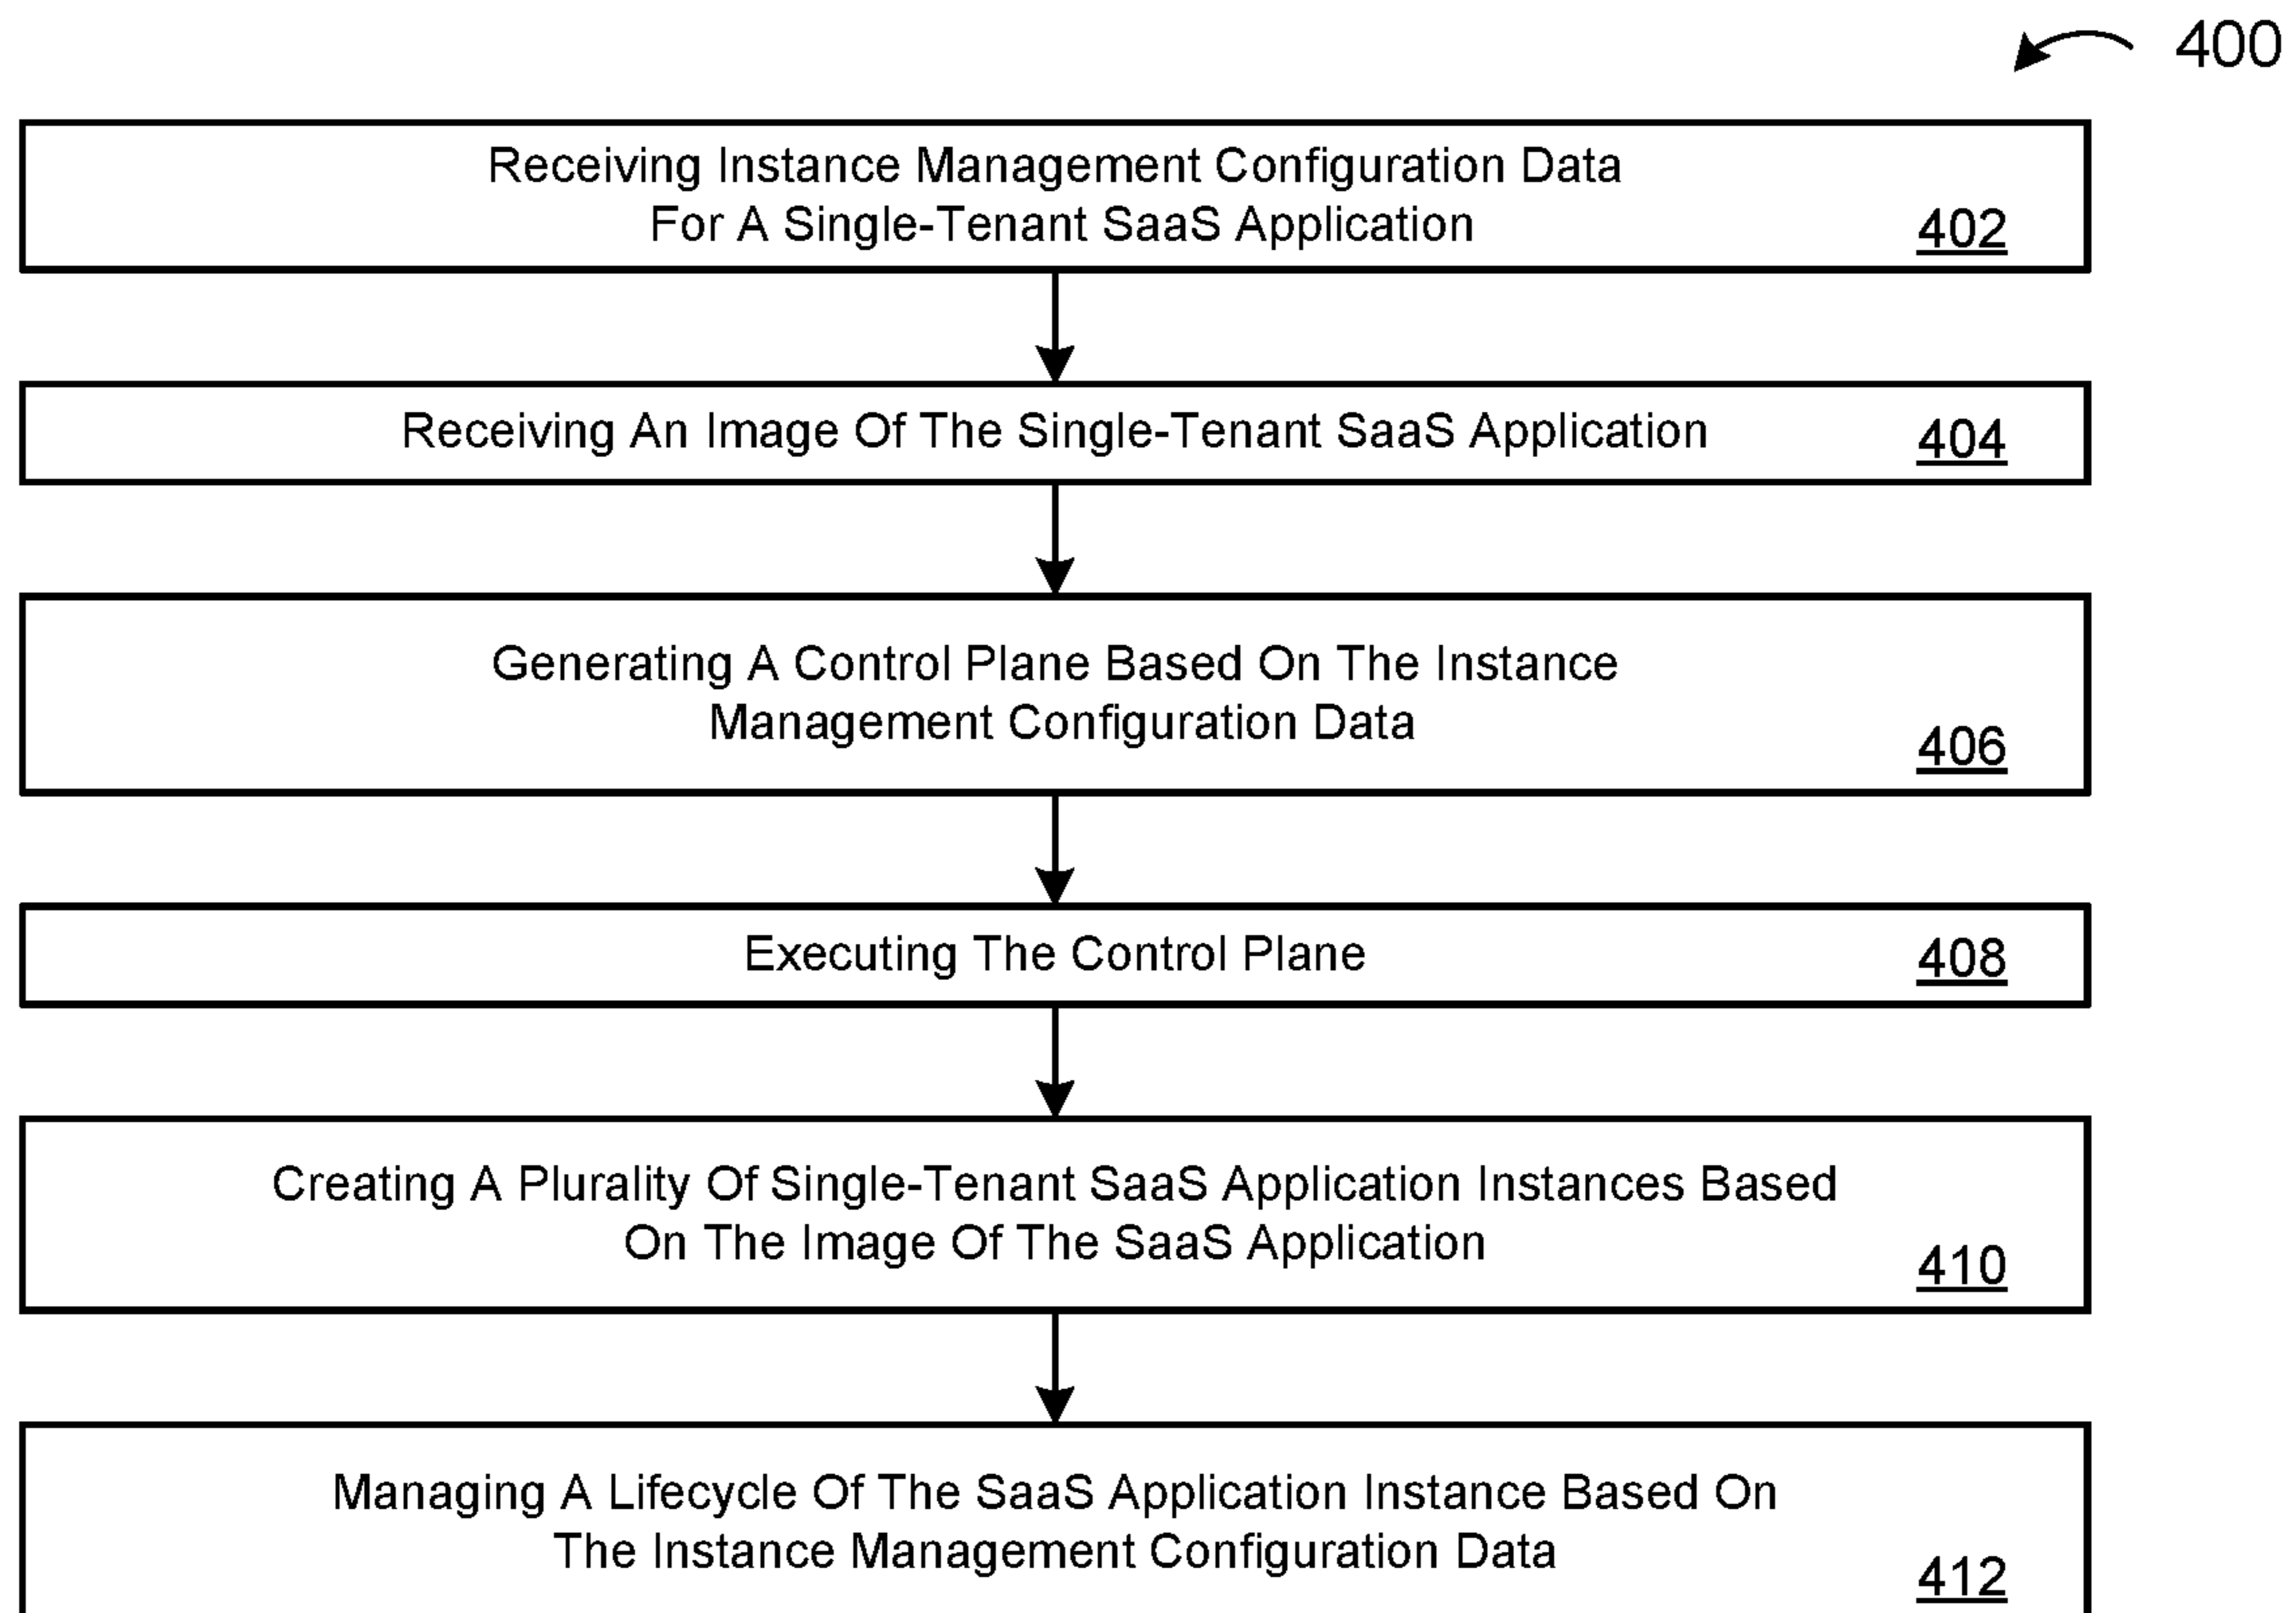 400
Receiving Instance Management Configuration Data
For A Single-Tenant SaaS Application
402
Receiving An Image Of The Single-Tenant SaaS Application
404
Generating A Control Plane Based On The Instance
Management Configuration Data
406
Executing The Control Plane
408
Creating A Plurality Of Single-Tenant SaaS Application Instances Based
On The Image Of The SaaS Application
410
Managing A Lifecycle Of The SaaS Application Instance Based On
The Instance Management Configuration Data
412